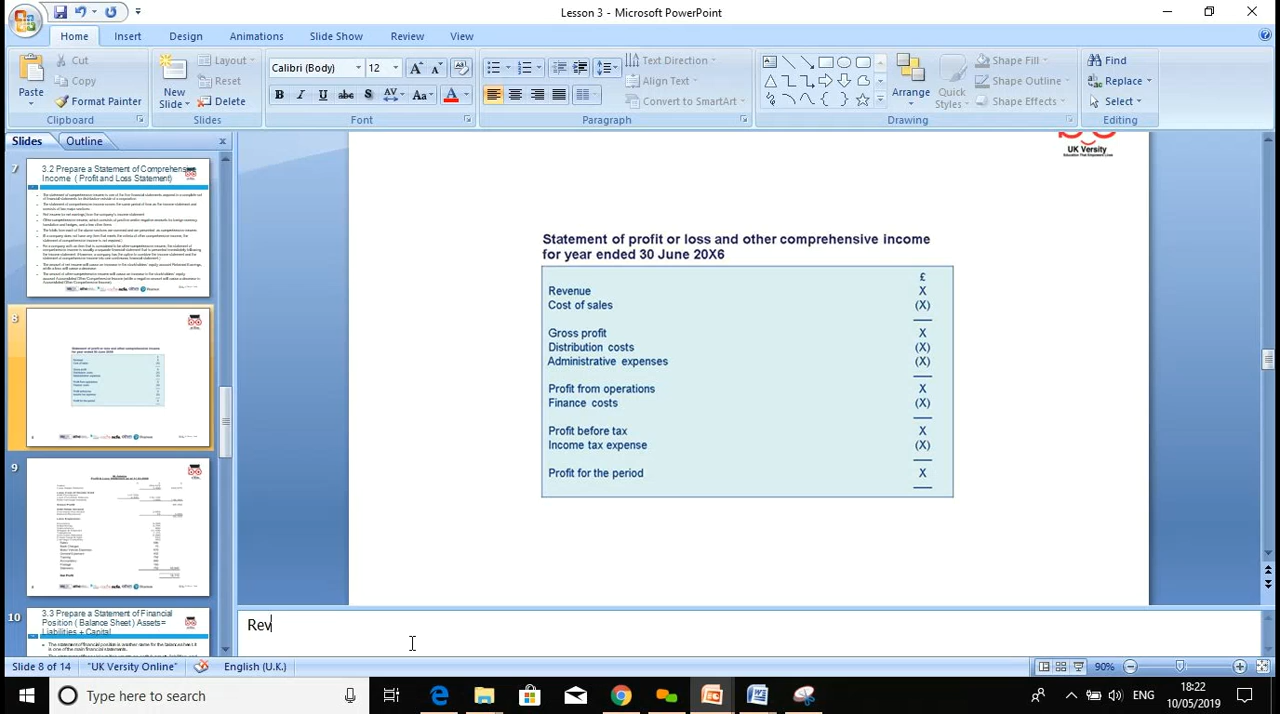 Lesson 3 - Microsoft PowerPoint
Home Insert Design Animations Slide Show Review View
Paste
Cut
Copy
Format Painter
Clipboard
New Slide
Layout
Reset
Delete
Slides
Calibri (Body) 12
Font
Paragraph
Text Direction
Align Text
Convert to SmartArt
Arrange
Quick Styles
Shape Fill
Shape Outline
Shape Effects
Drawing
Find
Replace
Select
Editing
Slides Outline
7
3.2 Prepare a Statement of Comprehensive
Income ( Profit and Loss Statement)
8
9
10
3.3 Prepare a Statement of Financial
Position ( Balance Sheet ) Assets=
Liabilities + Capital
UK Versity
Education That Empowers Lives
Statement of profit or loss and other comprehensive income
for year ended 30 June 20X6
£
Revenue X
Cost of sales (X)
Gross profit X
Distribution costs (X)
Administrative expenses (X)
Profit from operations X
Finance costs (X)
Profit before tax X
Income tax expense (X)
Profit for the period X
Rev
Slide 8 of 14 "UK Versity Online" English (U.K.) 90%
Type here to search
ENG
18:22
10/05/2019